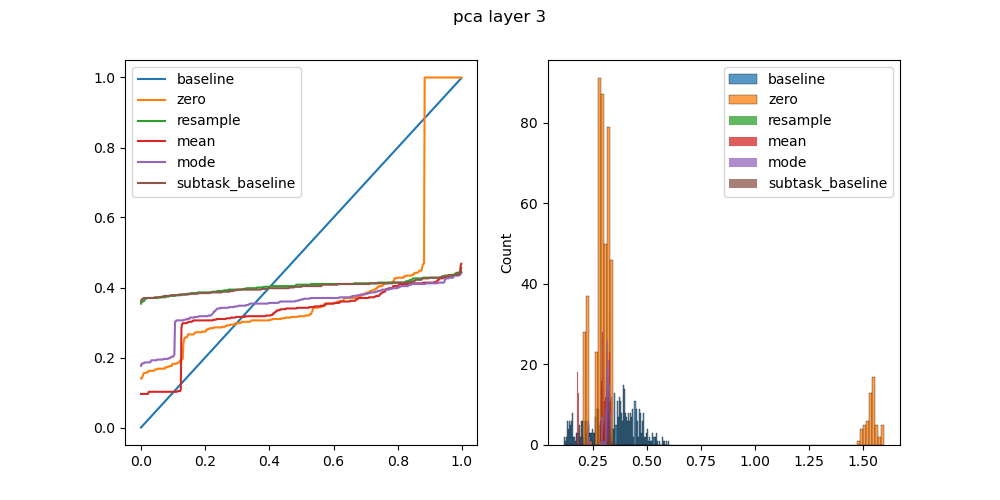 pca layer 3
baseline
zero
resample
mean
mode
subtask_baseline
1.0
0.8
0.6
0.4
0.2
0.0
0.0
0.2
0.4
0.6
0.8
1.0
baseline
zero
resample
mean
mode
subtask_baseline
Count
80
60
40
20
0
0.25
0.50
0.75
1.00
1.25
1.50